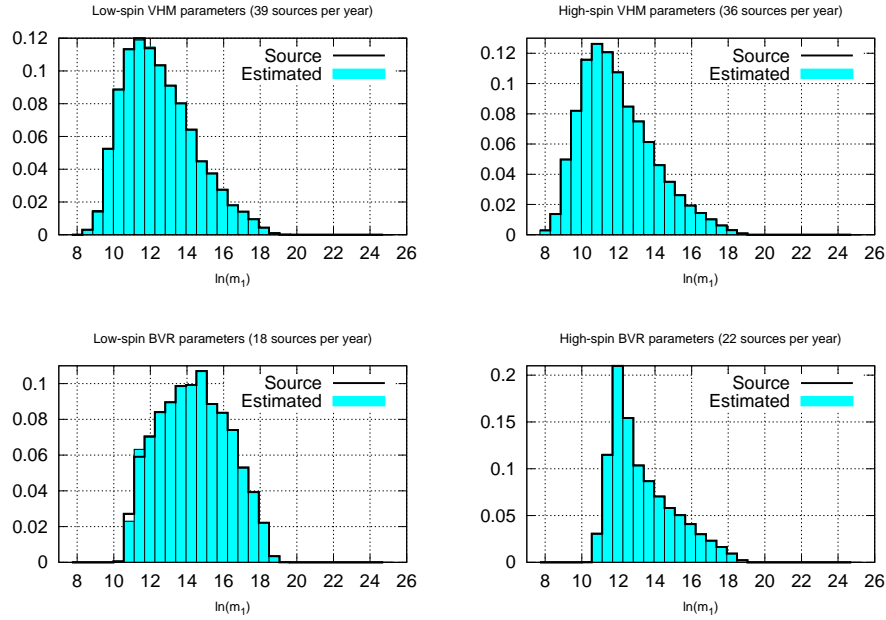 Low-spin VHM parameters (39 sources per year)
0.12
0.1
0.08
0.06
0.04
0.02
0
Source
Estimated
8 10 12 14 16 18 20 22 24 26
ln(m1)
High-spin VHM parameters (36 sources per year)
0.12
0.1
0.08
0.06
0.04
0.02
0
Source
Estimated
8 10 12 14 16 18 20 22 24 26
ln(m1)
Low-spin BVR parameters (18 sources per year)
0.1
0.08
0.06
0.04
0.02
0
Source
Estimated
8 10 12 14 16 18 20 22 24 26
ln(m1)
High-spin BVR parameters (22 sources per year)
0.2
0.15
0.1
0.05
0
Source
Estimated
8 10 12 14 16 18 20 22 24 26
ln(m1)